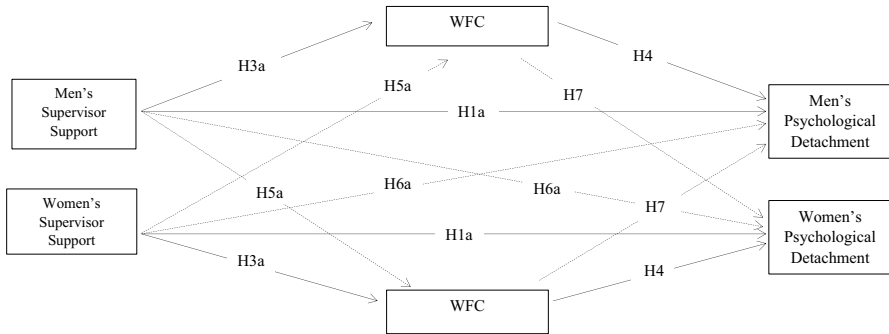 WFC
H4
H3a
H5a
H7
Men's
Supervisor
Support
H1a
Men's
Psychological
Detachment
H5a
H6a
H6a
H7
Women's
Supervisor
Support
H1a
Women's
Psychological
Detachment
H3a
H4
WFC